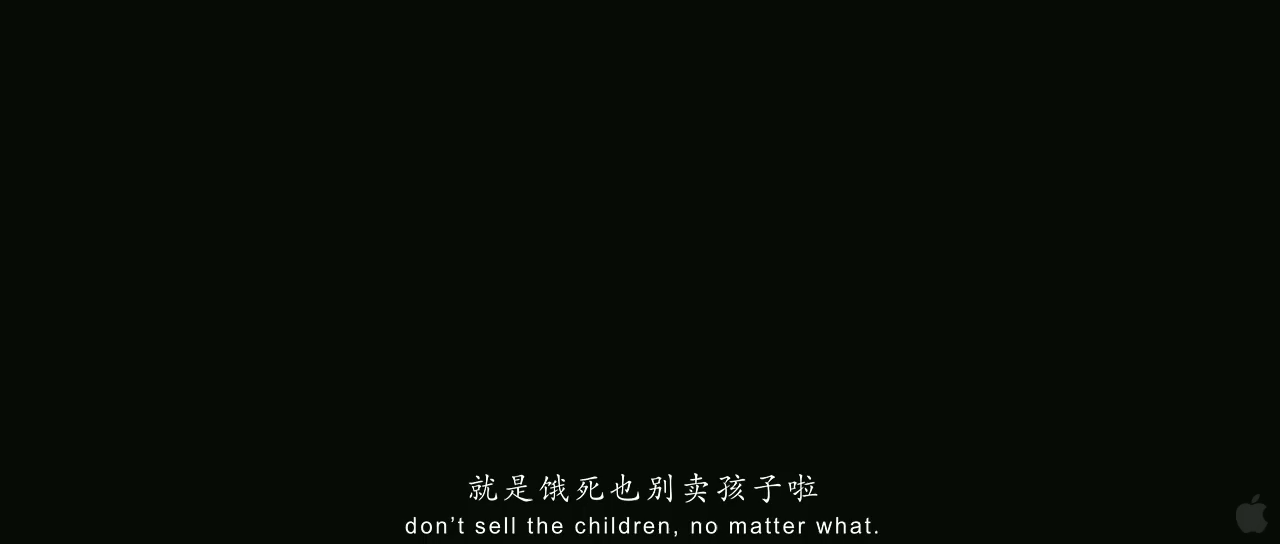 就是饿死也别卖孩子啦
don’t sell the children, no matter what.